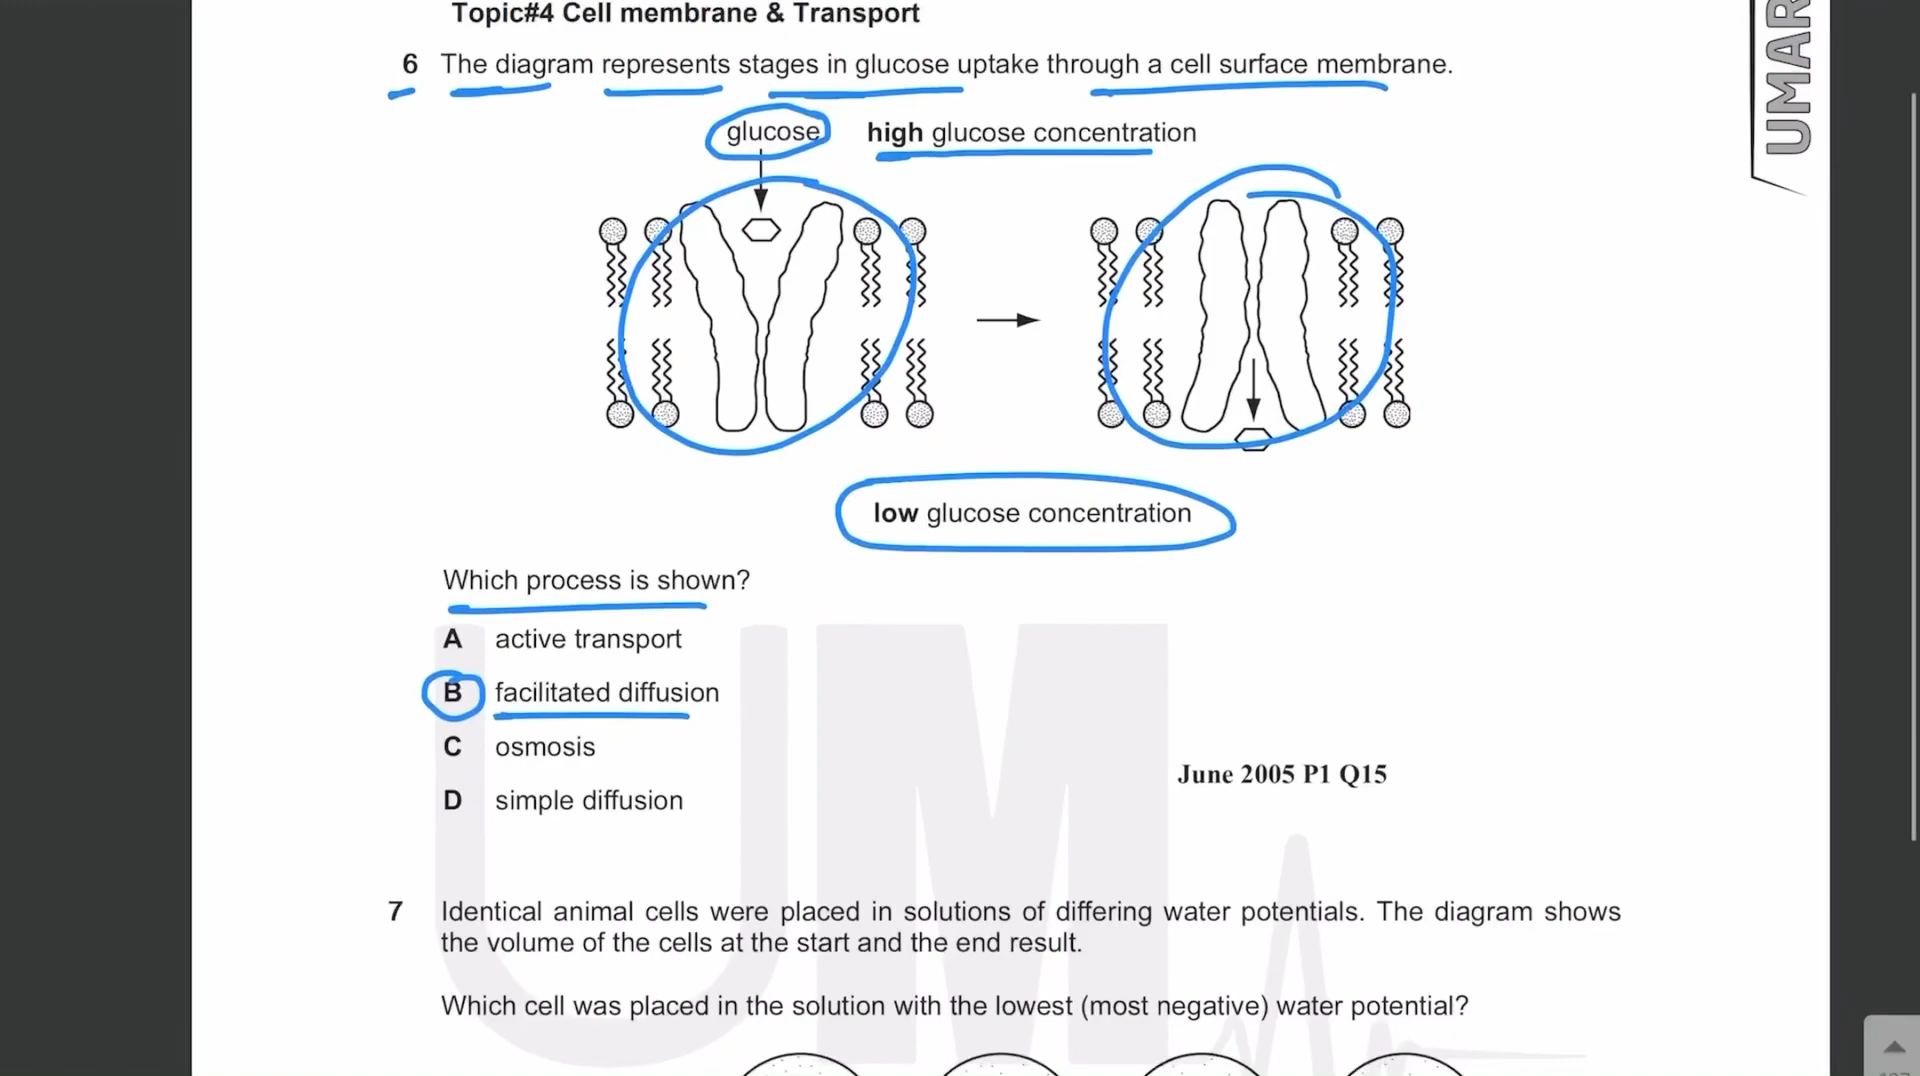 Topic#4 Cell membrane & Transport
6 The diagram represents stages in glucose uptake through a cell surface membrane.
glucose high glucose concentration
low glucose concentration
Which process is shown?
A active transport
B facilitated diffusion
C osmosis
D simple diffusion
June 2005 P1 Q15
7 Identical animal cells were placed in solutions of differing water potentials. The diagram shows
the volume of the cells at the start and the end result.
Which cell was placed in the solution with the lowest (most negative) water potential?
UMAR
UM